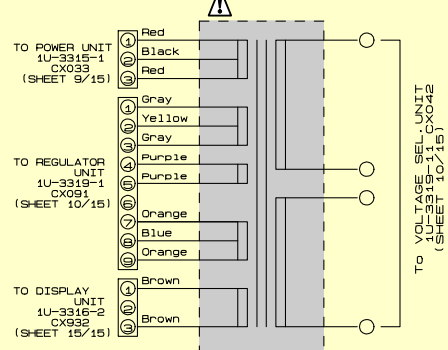 !
Red
1
TO POWER UNIT
1U-3315-1
CX033
(SHEET 9/15)
Black
2
Red
3
Gray
1
Yellow
2
Gray
3
Purple
4
TO REGULATOR
UNIT
1U-3319-1
CX091
(SHEET 10/15)
Purple
5
6
Orange
7
Blue
8
Orange
9
Brown
1
TO DISPLAY
UNIT
1U-3316-2
CX932
(SHEET 15/15)
2
Brown
3
To VOLTAGE SEL.UNIT
1U-3319-11 CX042
(SHEET 10/15)